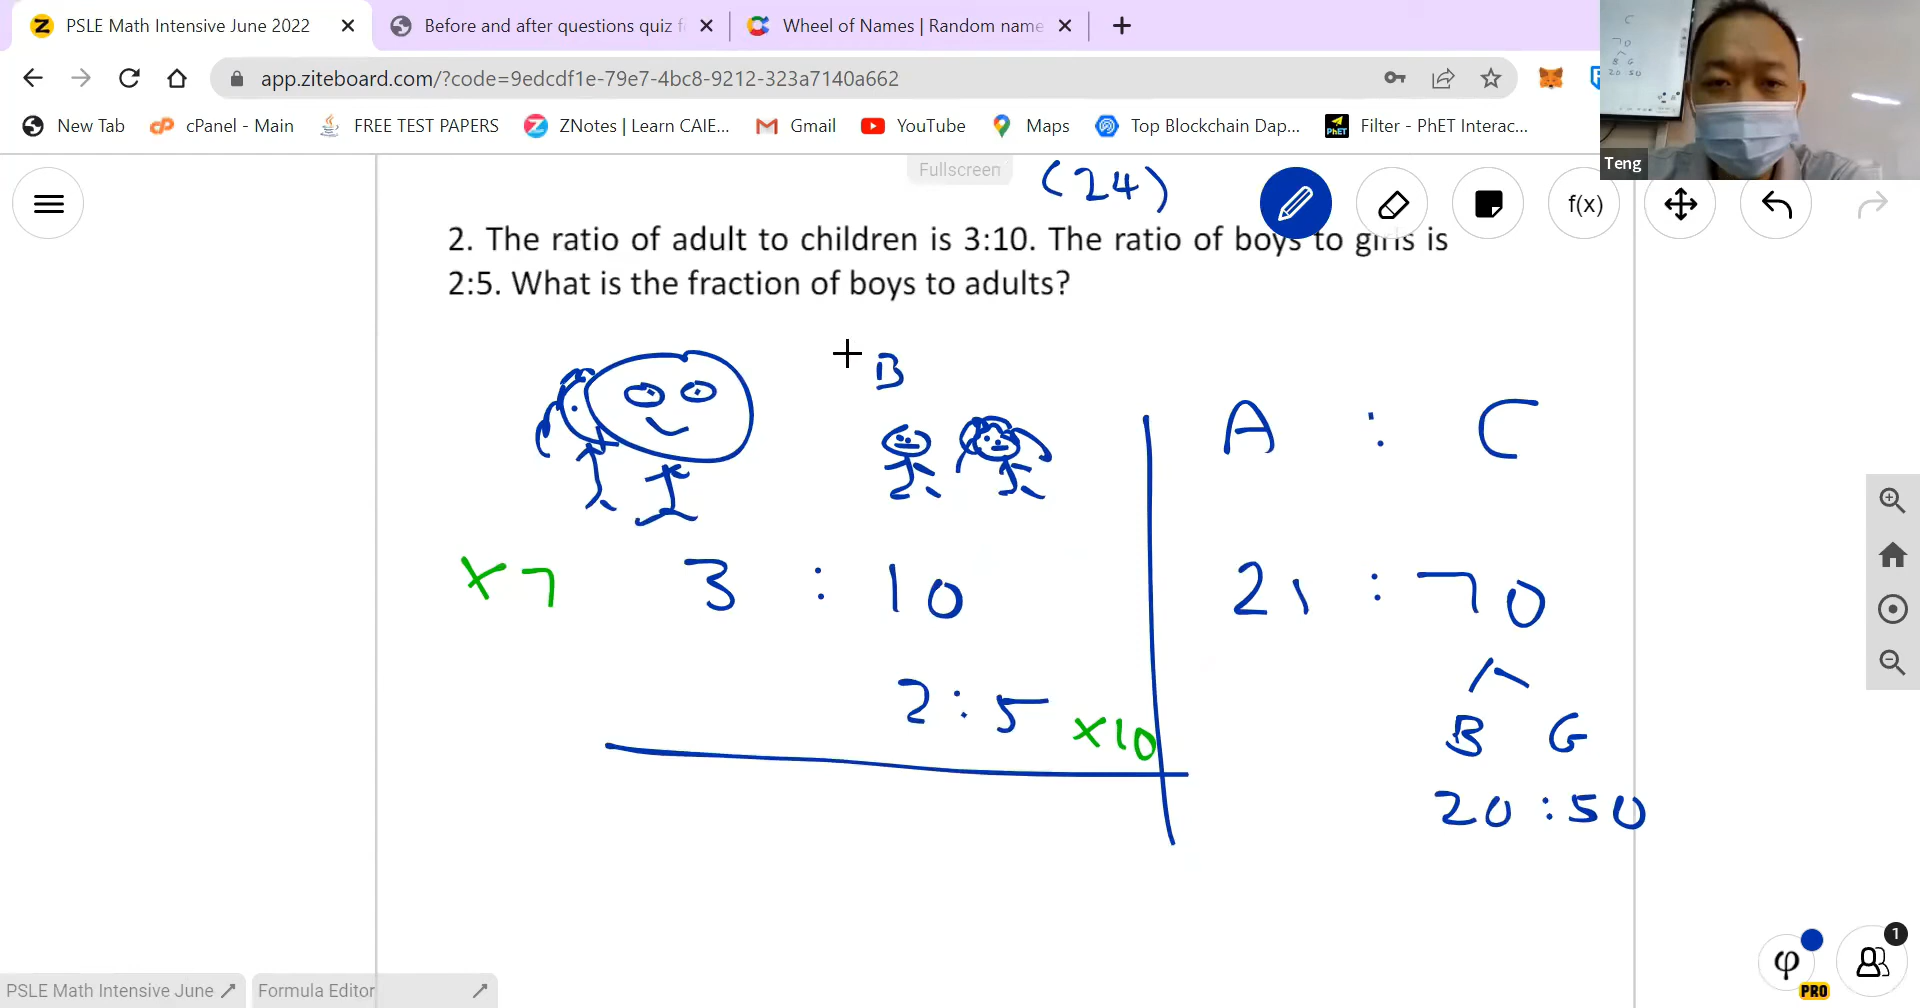 PSLE Math Intensive June 2022
Before and after questions quiz f
Wheel of Names | Random name
app.ziteboard.com/?code=9edcdf1e-79e7-4bc8-9212-323a7140a662
New Tab
cPanel - Main
FREE TEST PAPERS
ZNotes | Learn CAIE...
Gmail
YouTube
Maps
Top Blockchain Dap...
PhET
Filter - PhET Interac...
Teng
Fullscreen
(24)
f(x)
2. The ratio of adult to children is 3:10. The ratio of boys to girls is
2:5. What is the fraction of boys to adults?
B
A : C
×7 3 : 10
21 : 70
2:5 ×10
B G
20:50
1
φ
PRO
PSLE Math Intensive June
Formula Editor
C
70
B G
20 50